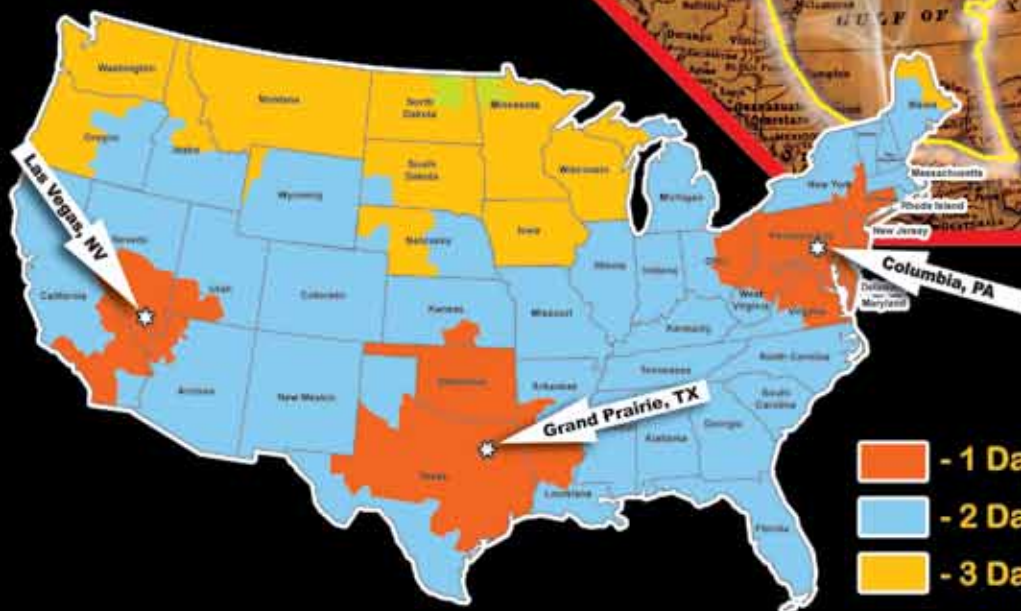 GULF OF
Washington
Montana
North
Dakota
Minnesota
Maine
Oregon
Idaho
South
Dakota
Wisconsin
Massachusetts
Wyoming
Michigan
New York
Rhode Island
Las Vegas, NV
Nebraska
Iowa
New Jersey
Pennsylvania
Nevada
Illinois
Indiana
Columbia, PA
Utah
Delaware
Maryland
California
Colorado
Kansas
Missouri
West
Virginia
Virginia
Kentucky
North Carolina
Tennessee
Arizona
New Mexico
Oklahoma
Arkansas
South
Carolina
Grand Prairie, TX
Alabama
Georgia
Texas
Louisiana
Florida
- 1 Da
- 2 Da
- 3 Da